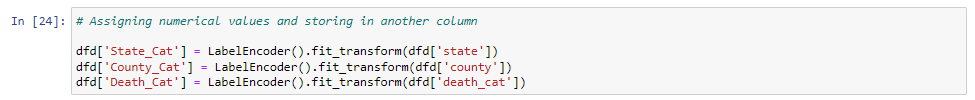 In [24]: # Assigning numerical values and storing in another column
dfd['State_Cat'] = LabelEncoder().fit_transform(dfd['state'])
dfd['County_Cat'] = LabelEncoder().fit_transform(dfd['county'])
dfd['Death_Cat'] = LabelEncoder().fit_transform(dfd['death_cat'])